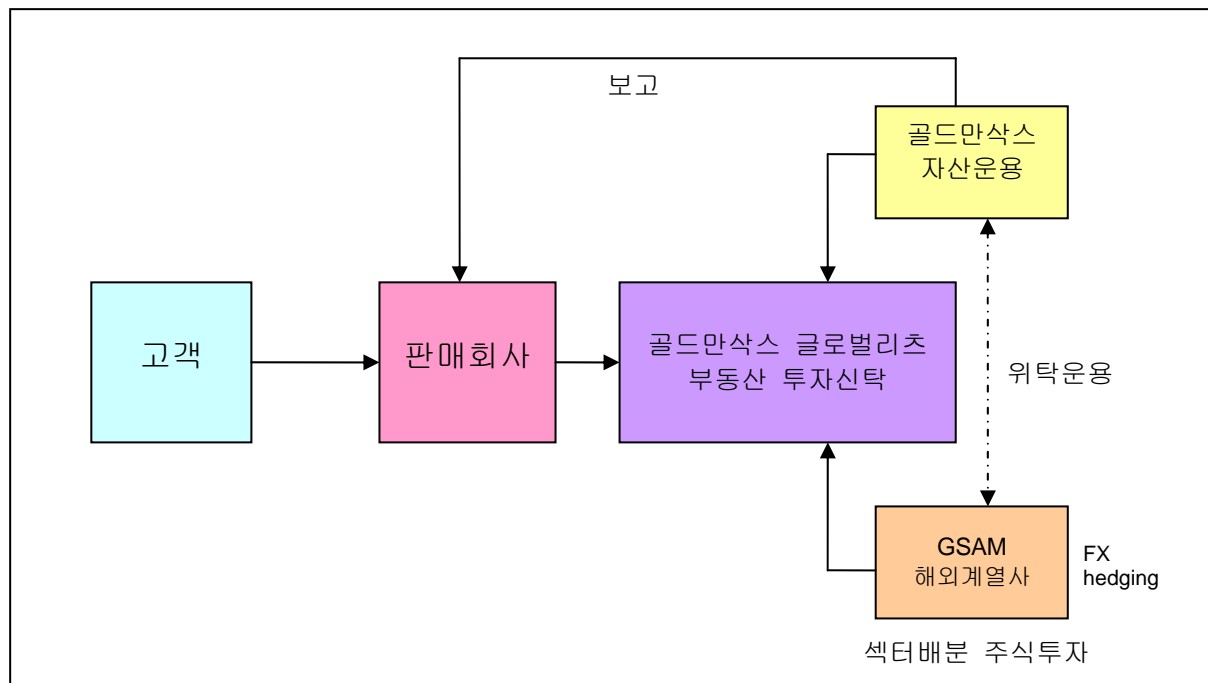 보고
골드만삭스
자산운용
고객
판매회사
골드만삭스 글로벌리츠
부동산 투자신탁
위탁운용
GSAM
해외계열사
FX
hedging
섹터배분 주식투자